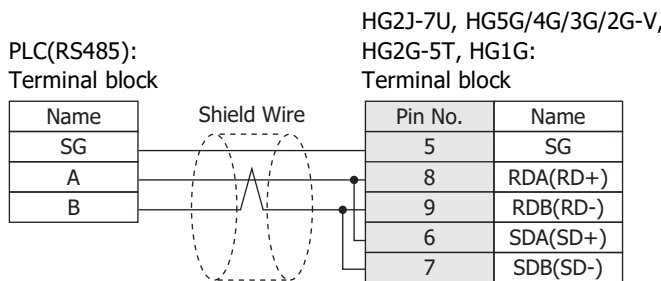 HG2J-7U, HG5G/4G/3G/2G-V,
PLC(RS485): HG2G-5T, HG1G:
Terminal block Terminal block
Name Shield Wire Pin No. Name
SG 5 SG
A 8 RDA(RD+)
B 9 RDB(RD-)
6 SDA(SD+)
7 SDB(SD-)